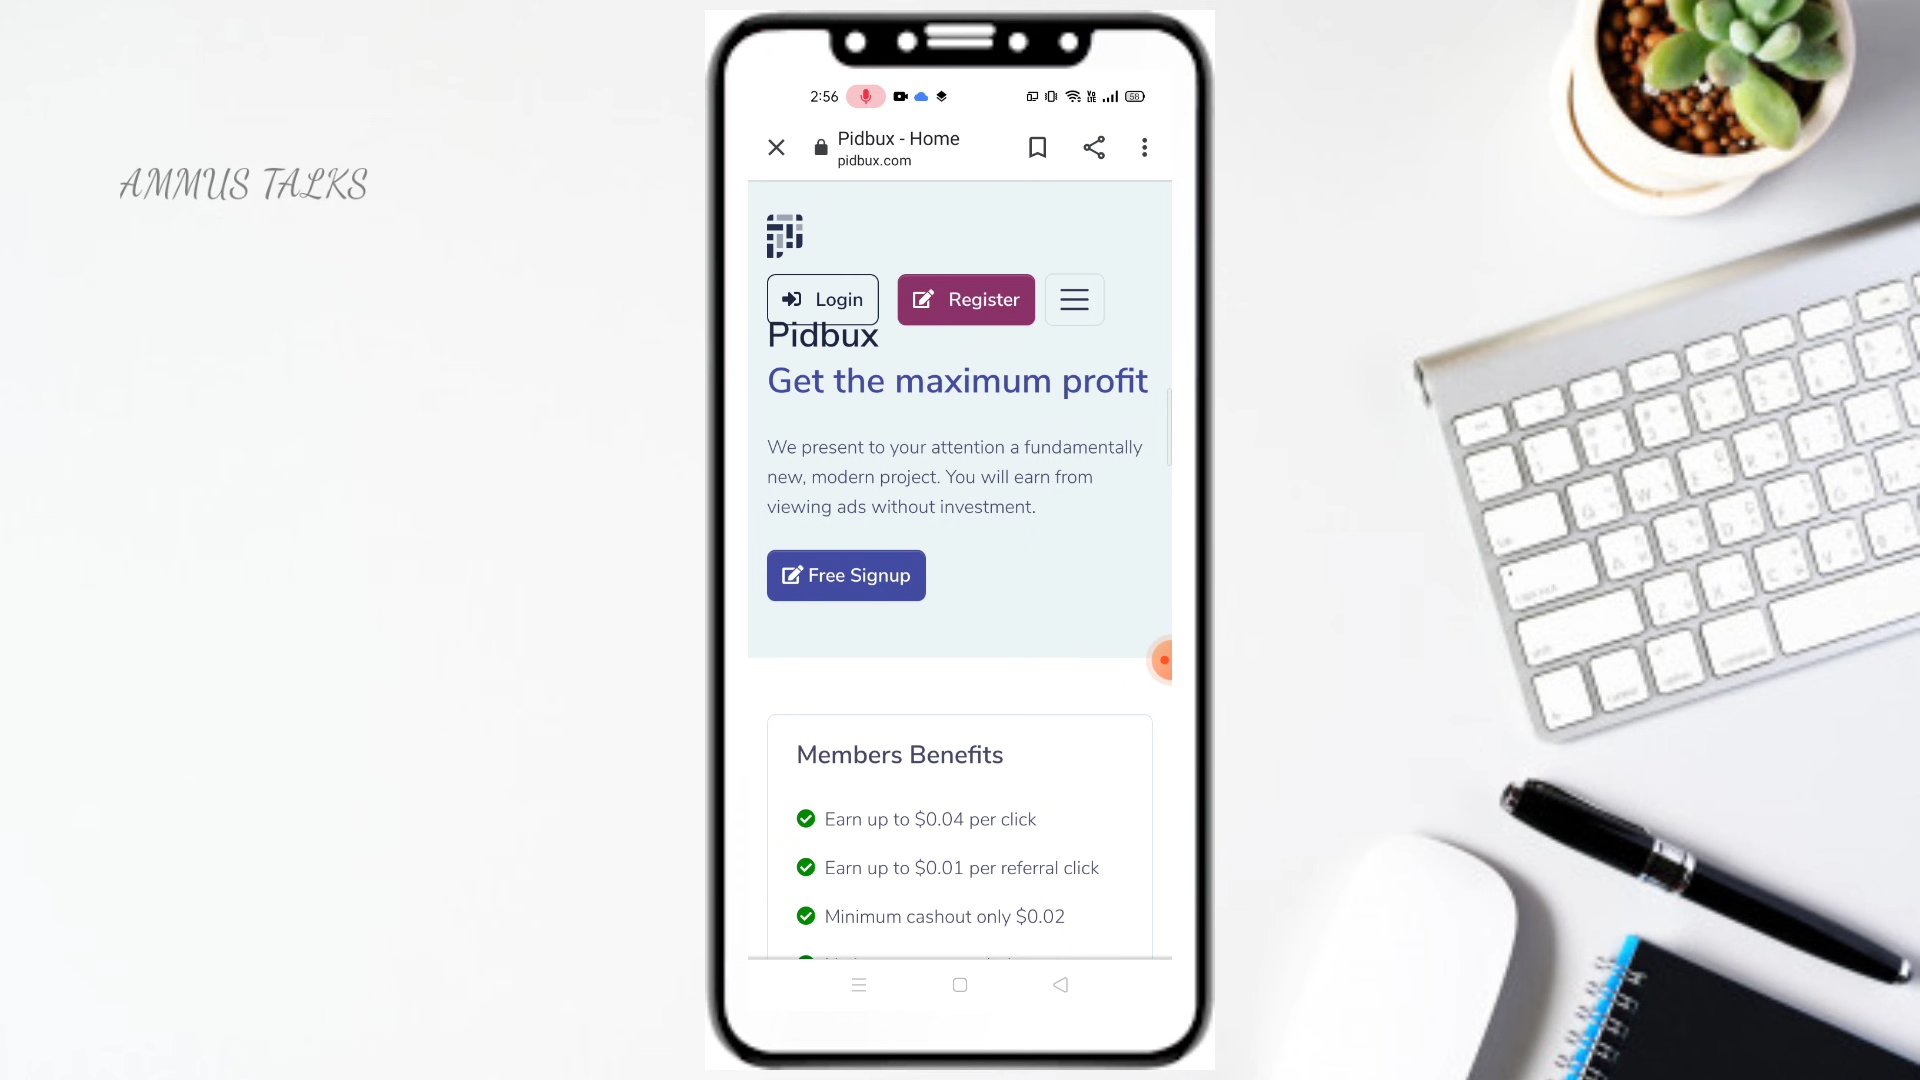 AMMUS TALKS
2:56
58
Pidbux - Home
pidbux.com
Login
Register
Pidbux
Get the maximum profit
We present to your attention a fundamentally
new, modern project. You will earn from
viewing ads without investment.
Free Signup
Members Benefits
Earn up to $0.04 per click
Earn up to $0.01 per referral click
Minimum cashout only $0.02